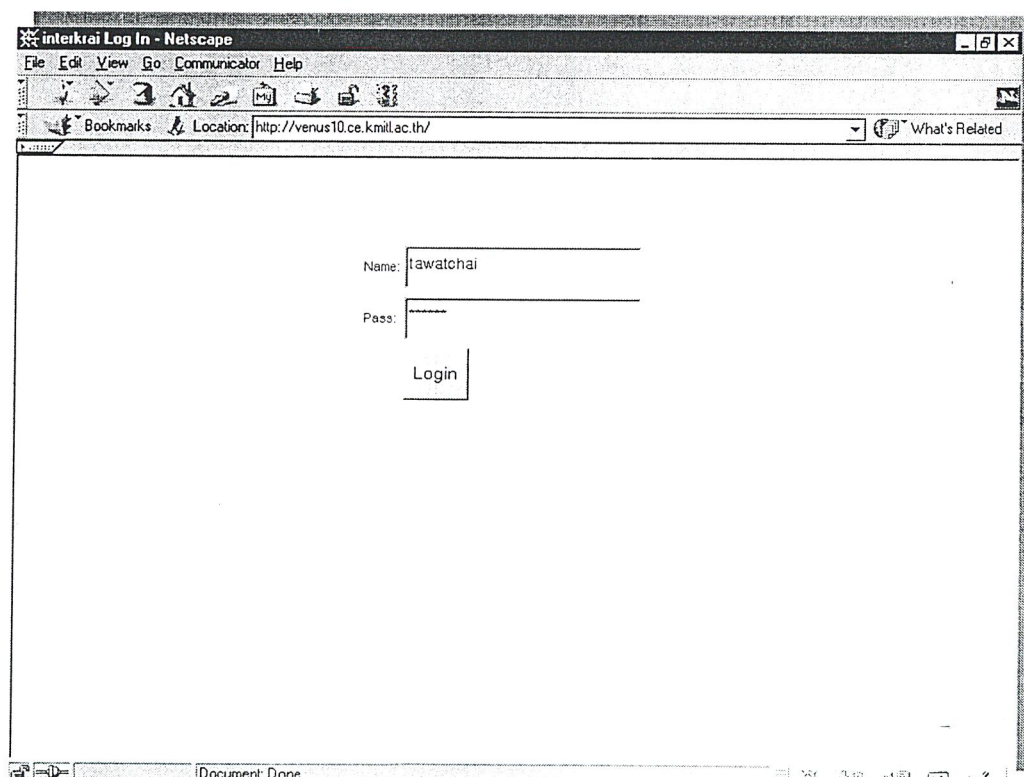 interkrai Log In - Netscape
File Edit View Go Communicator Help
My
Bookmarks Location: http://venus10.ce.kmitl.ac.th/ What's Related
Name: tawatchai
Pass: ******
Login
Document: Done